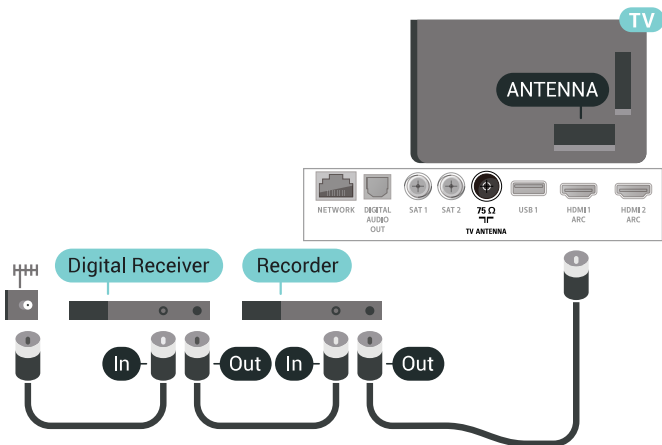 TV
ANTENNA
NETWORK
DIGITAL
AUDIO
OUT
SAT 1
SAT 2
75 Ω
TV ANTENNA
USB 1
HDMI 1
ARC
HDMI 2
ARC
Digital Receiver
Recorder
In
Out
In
Out